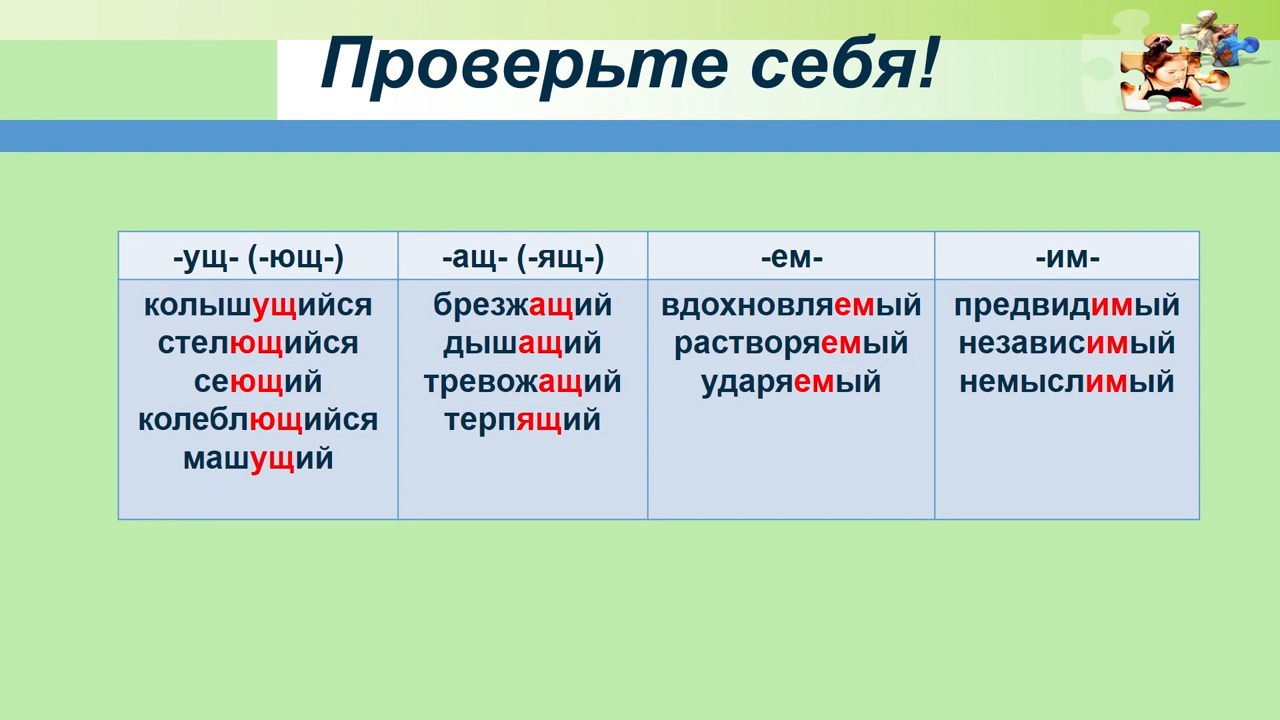 Проверьте себя!
-ущ- (-ющ-)
-ащ- (-ящ-)
-ем-
-им-
колышущийся
стелющийся
сеющий
колеблющийся
машущий
брезжащий
дышащий
тревожащий
терпящий
вдохновляемый
растворяемый
ударяемый
предвидимый
независимый
немыслимый